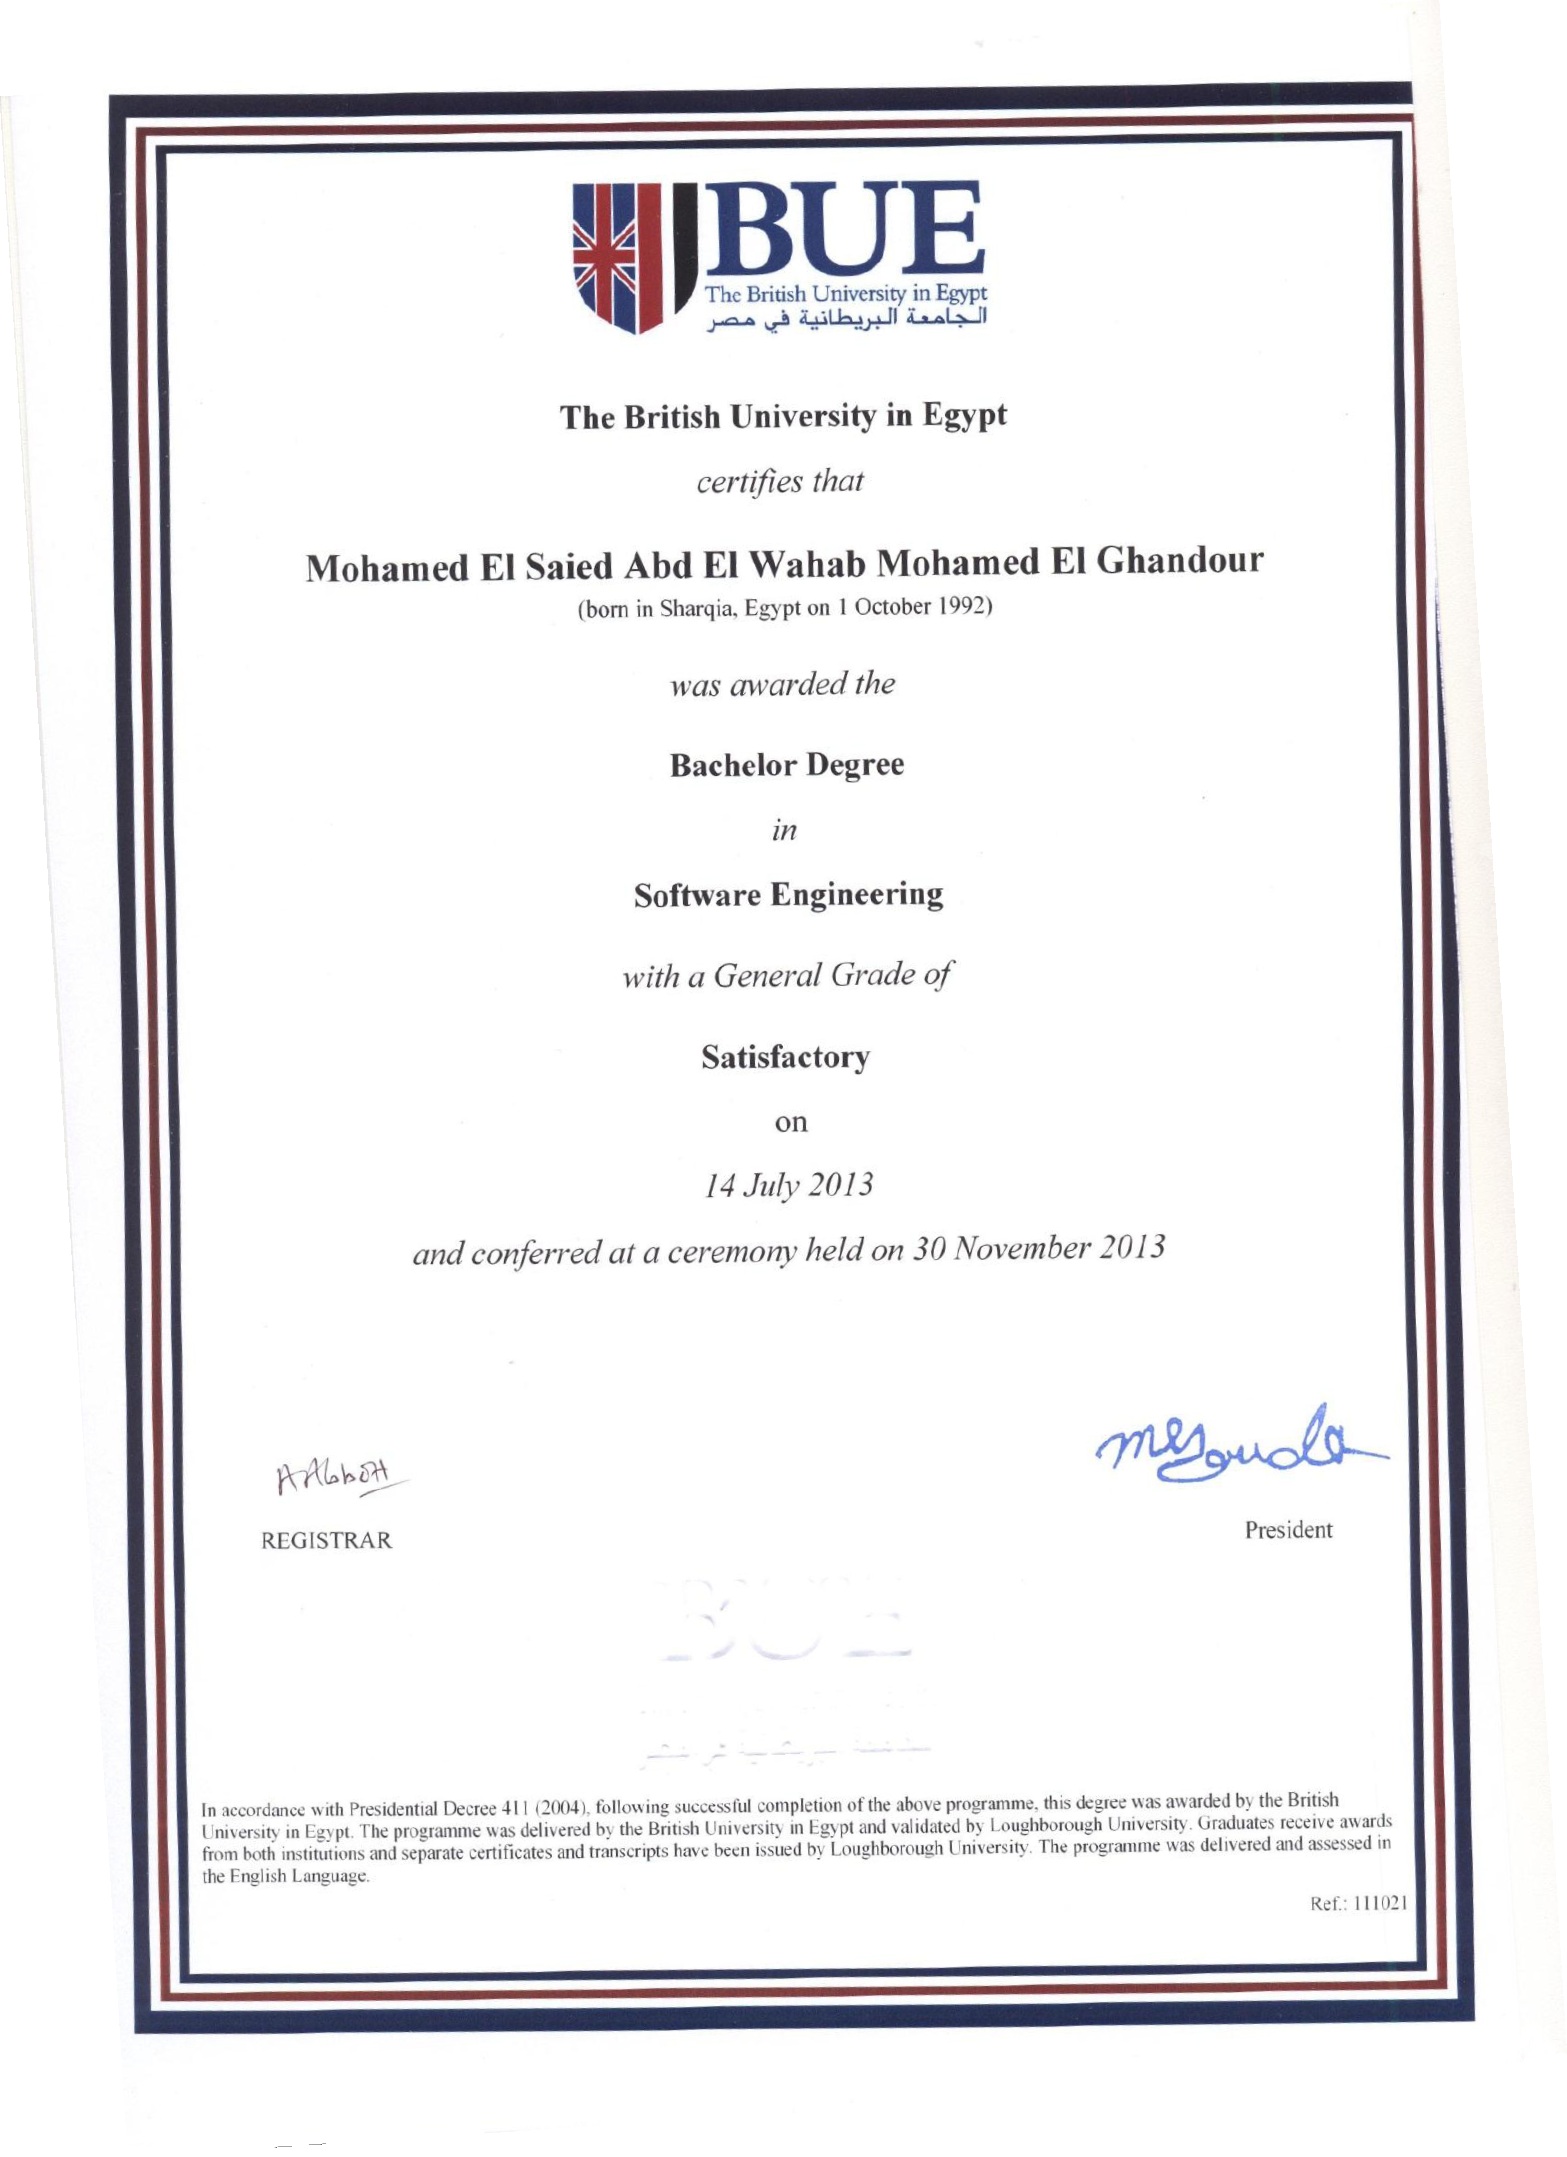 BUE
The British University in Egypt
الجامعة البريطانية في مصر
The British University in Egypt
certifies that
Mohamed El Saied Abd El Wahab Mohamed El Ghandour
(born in Sharqia, Egypt on 1 October 1992)
was awarded the
Bachelor Degree
in
Software Engineering
with a General Grade of
Satisfactory
on
14 July 2013
and conferred at a ceremony held on 30 November 2013
AAbbott
REGISTRAR
President
BUE
In accordance with Presidential Decree 411 (2004), following successful completion of the above programme, this degree was awarded by the British
University in Egypt. The programme was delivered by the British University in Egypt and validated by Loughborough University. Graduates receive awards
from both institutions and separate certificates and transcripts have been issued by Loughborough University. The programme was delivered and assessed in
the English Language.
Ref.: 111021